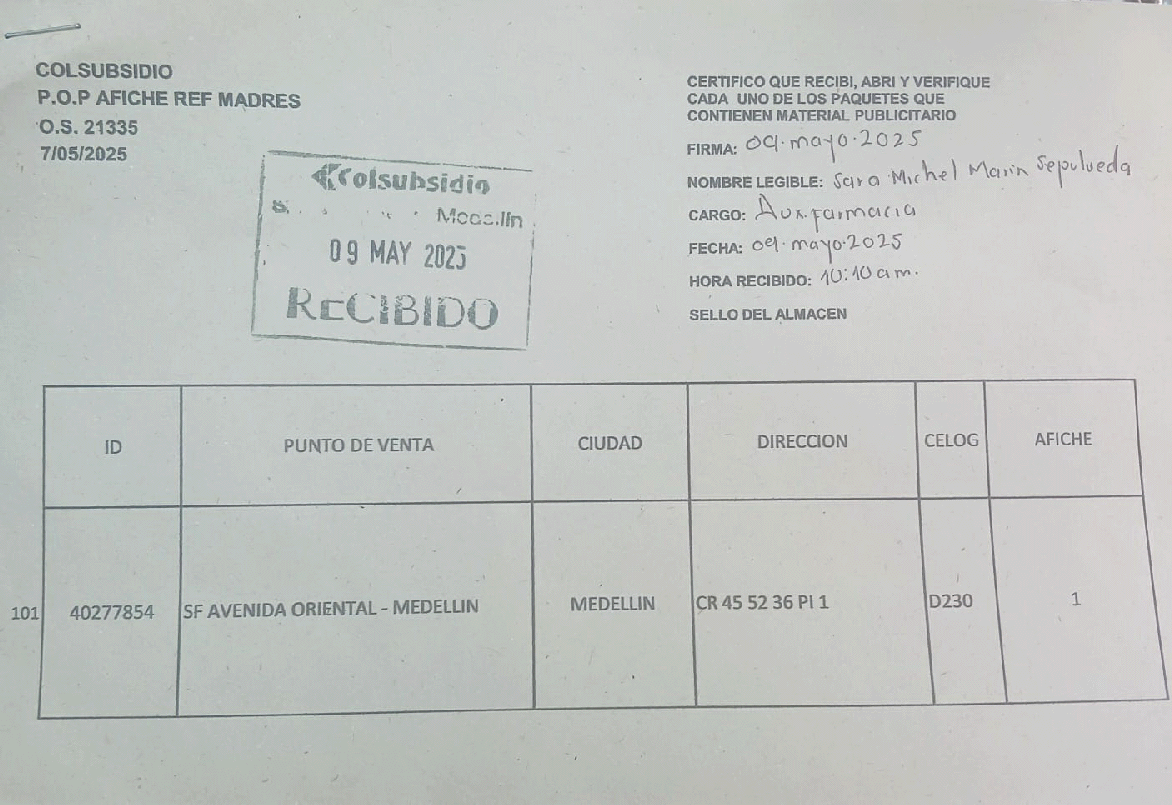 COLSUBSIDIO
P.O.P AFICHE REF MADRES
O.S. 21335
7/05/2025
Colsubsidio
Medellin
09 MAY 2025
RECIBIDO
CERTIFICO QUE RECIBI, ABRI Y VERIFIQUE
CADA UNO DE LOS PAQUETES QUE
CONTIENEN MATERIAL PUBLICITARIO
FIRMA: 09·mayo·2025
NOMBRE LEGIBLE: Sara Michel Marin Sepulveda
CARGO: Aux. farmacia
FECHA: 09·mayo·2025
HORA RECIBIDO: 10:10 am.
SELLO DEL ALMACEN
ID PUNTO DE VENTA CIUDAD DIRECCION CELOG AFICHE
101 40277854 SF AVENIDA ORIENTAL - MEDELLIN MEDELLIN CR 45 52 36 PI 1 D230 1